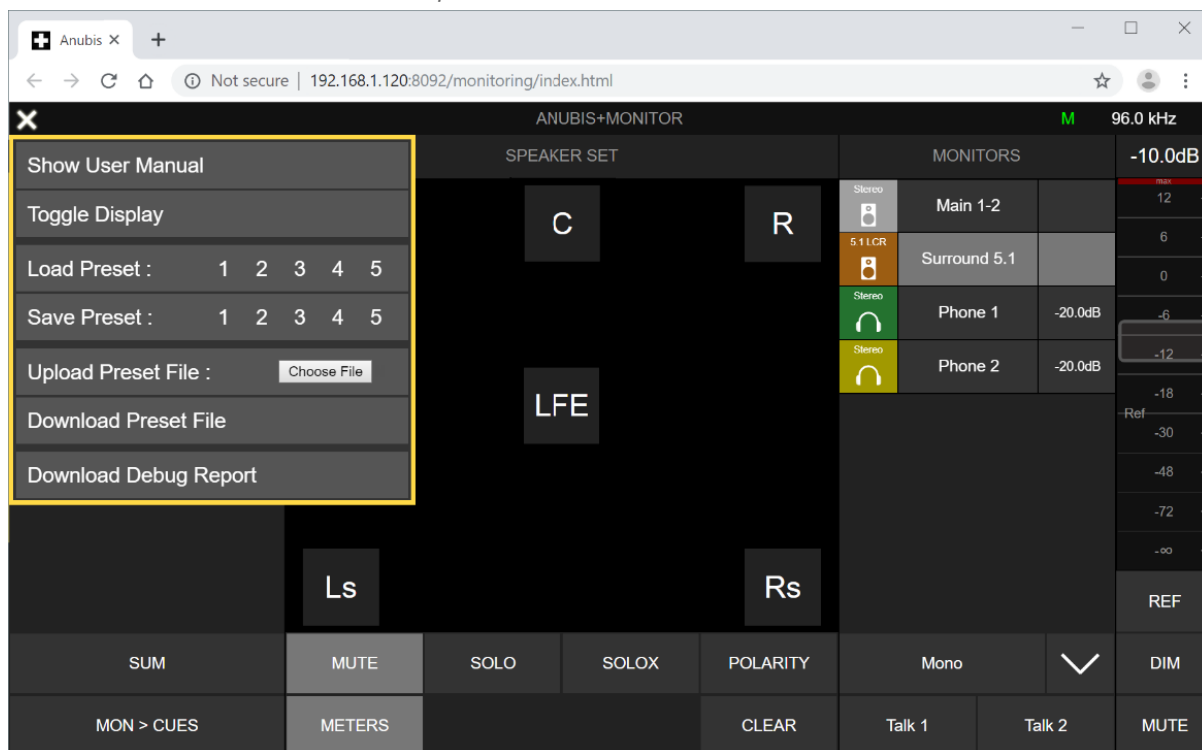 Anubis
Not secure | 192.168.1.120:8092/monitoring/index.html
ANUBIS+MONITOR
M
96.0 kHz
Show User Manual
Toggle Display
Load Preset : 1 2 3 4 5
Save Preset : 1 2 3 4 5
Upload Preset File : Choose File
Download Preset File
Download Debug Report
SPEAKER SET
C
R
LFE
Ls
Rs
MONITORS
Stereo
Main 1-2
5.1 LCR
Surround 5.1
Stereo
Phone 1
-20.0dB
Stereo
Phone 2
-20.0dB
-10.0dB
max
12
6
0
-6
-12
-18
Ref
-30
-48
-72
-∞
REF
SUM
MUTE
SOLO
SOLOX
POLARITY
Mono
DIM
MON > CUES
METERS
CLEAR
Talk 1
Talk 2
MUTE